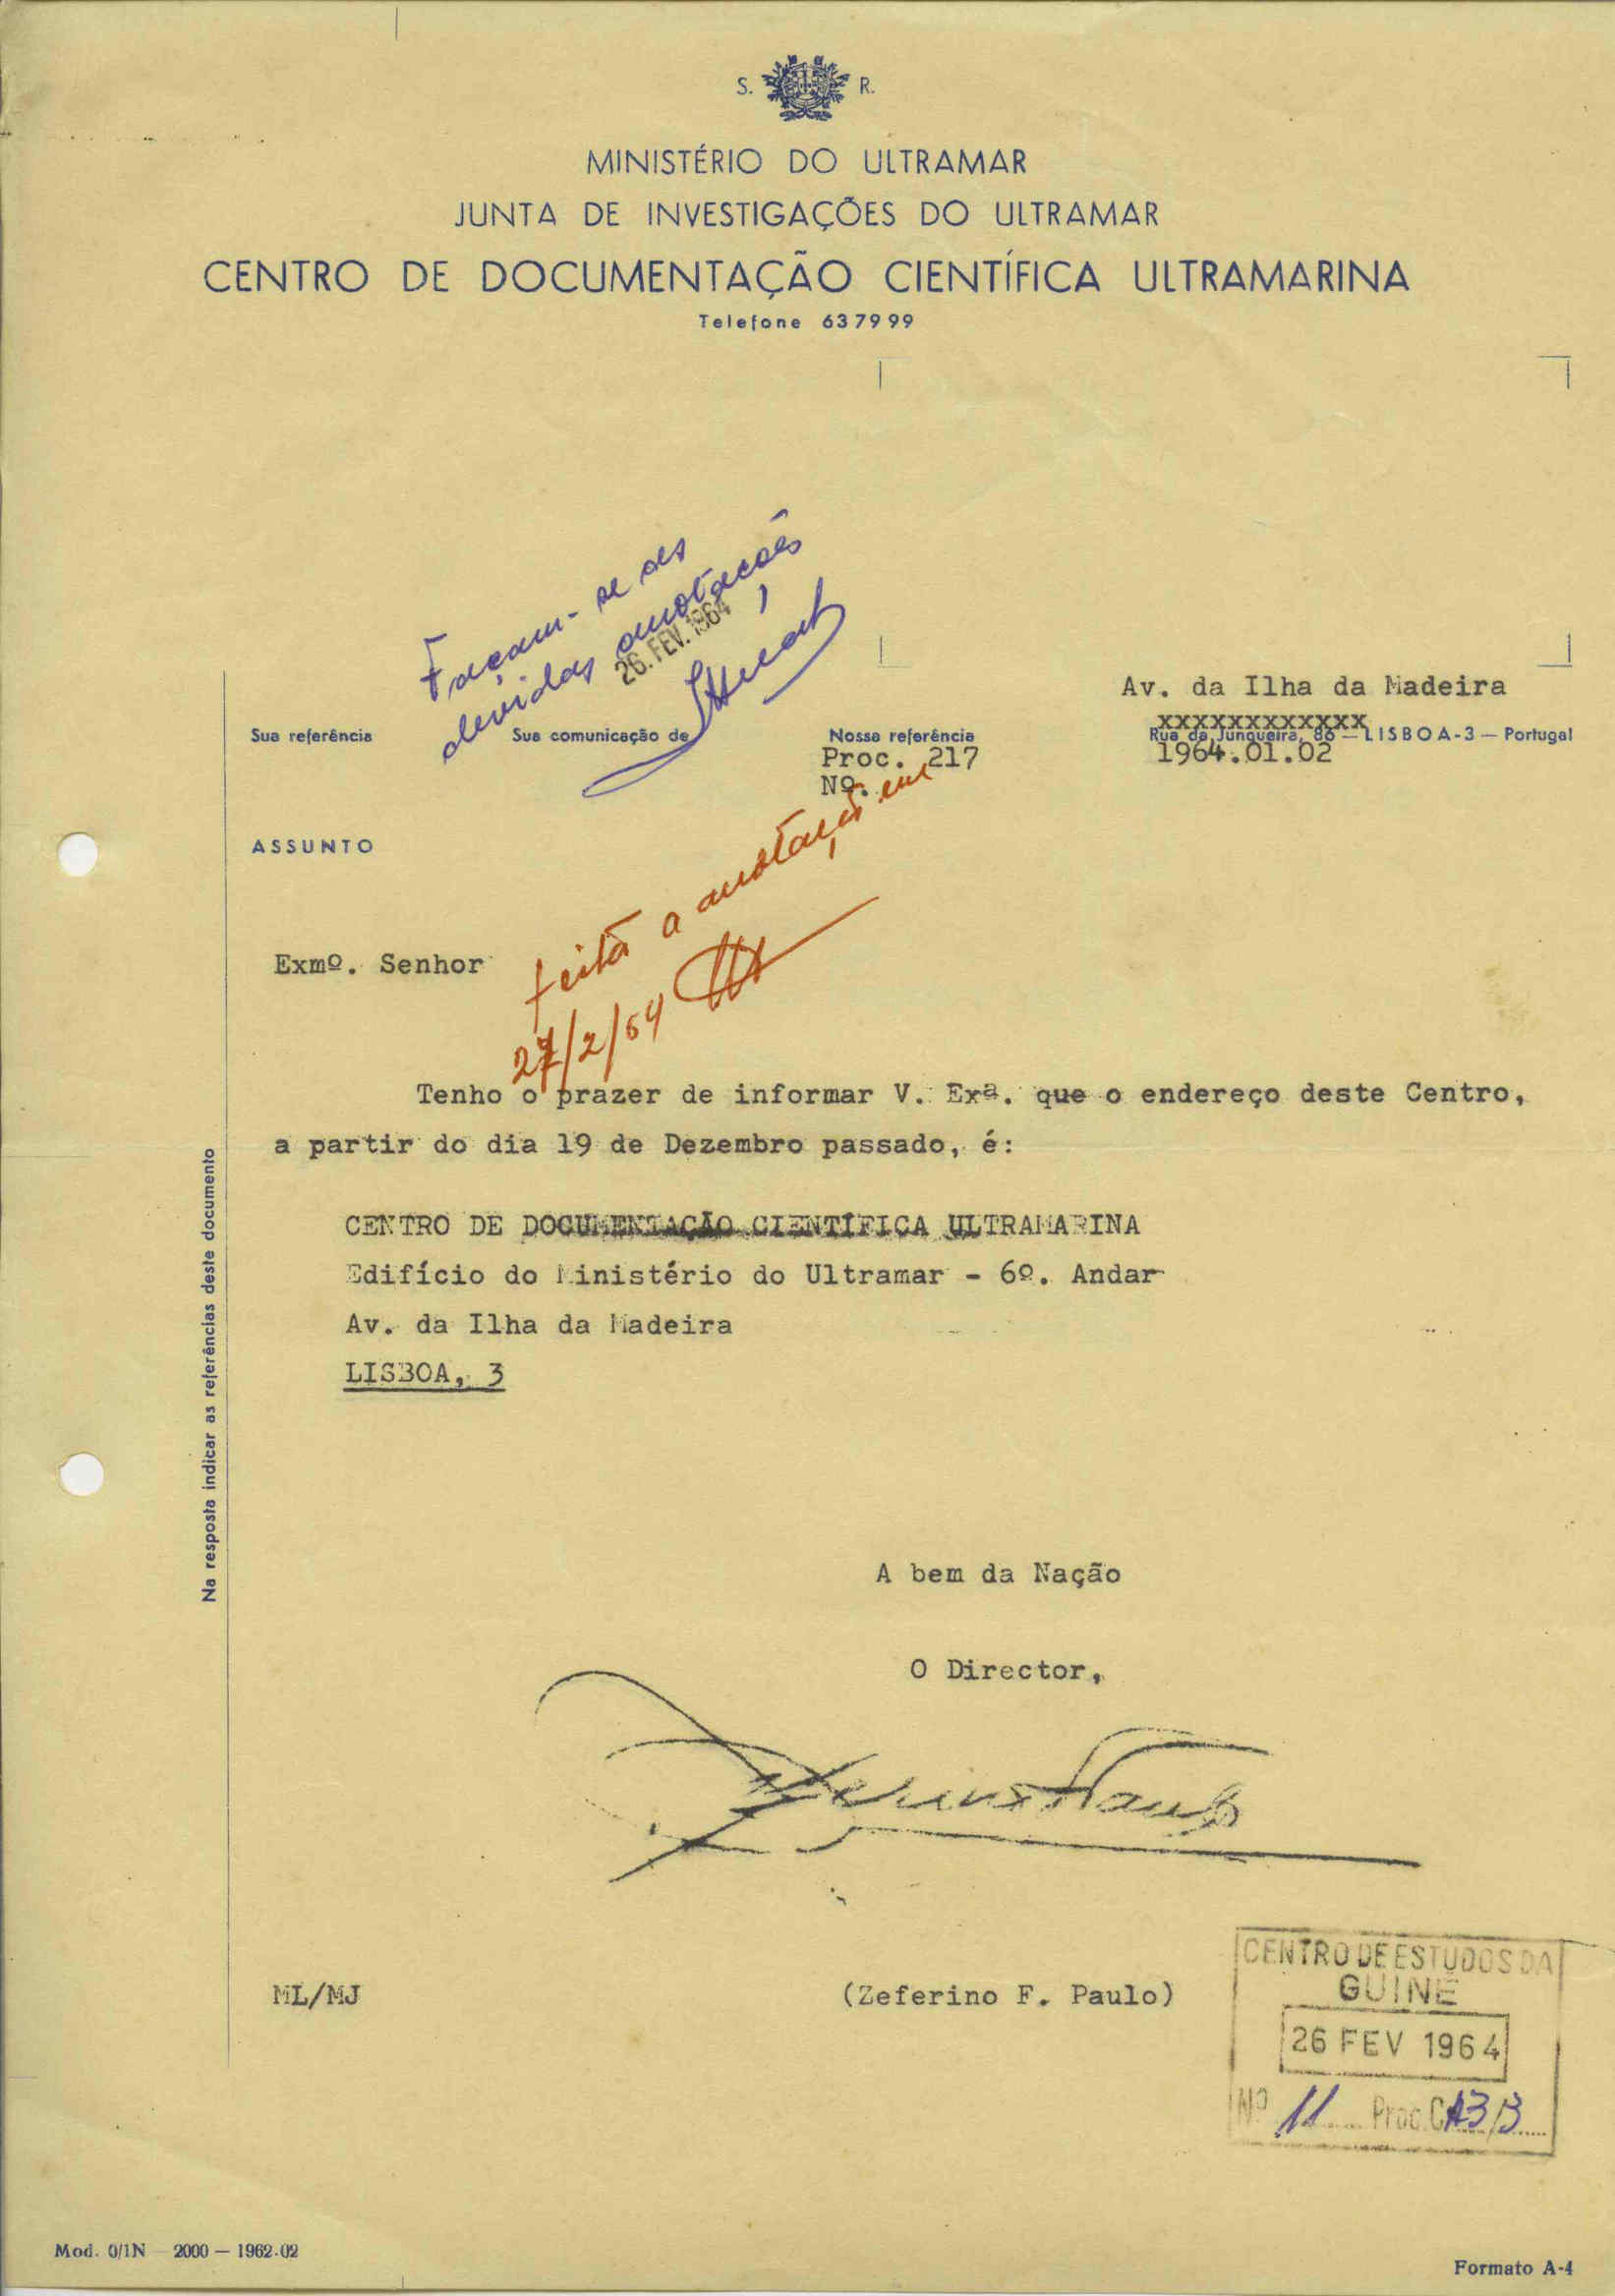 S. R.
MINISTÉRIO DO ULTRAMAR
JUNTA DE INVESTIGAÇÕES DO ULTRAMAR
CENTRO DE DOCUMENTAÇÃO CIENTÍFICA ULTRAMARINA
Telefone 63 79 99
Façam-se as
devidas anotações
26. FEV. 1964
Av. da Ilha da Madeira
xxxxxxxxxxxx
Sua referência Sua comunicação de Nossa referência Rua da Junqueira, 86 — LISBOA-3 — Portugal
Proc. 217 1964.01.02
Nº.
ASSUNTO
feita a anotação em
27/2/64
Exmº. Senhor
Tenho o prazer de informar V. Exª. que o endereço deste Centro,
a partir do dia 19 de Dezembro passado, é:
CENTRO DE DOCUMENTAÇÃO CIENTÍFICA ULTRAMARINA
Edifício do Ministério do Ultramar - 6º. Andar
Av. da Ilha da Madeira
LISBOA, 3
Na resposta indicar as referências deste documento
A bem da Nação
O Director,
Zeferino Paulo
ML/MJ (Zeferino F. Paulo)
CENTRO DE ESTUDOS DA
GUINÉ
26 FEV 1964
Nº 11 Proc.
Mod. 0/1N — 2000 — 1962-02
Formato A-4